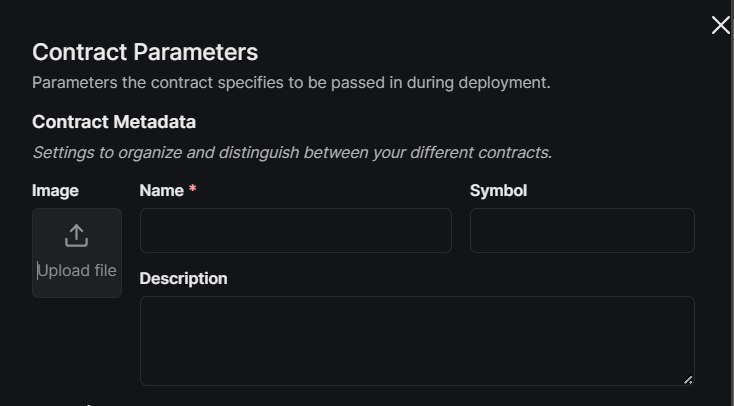 Contract Parameters
Parameters the contract specifies to be passed in during deployment.
Contract Metadata
Settings to organize and distinguish between your different contracts.
Image
Name *
Symbol
Upload file
Description